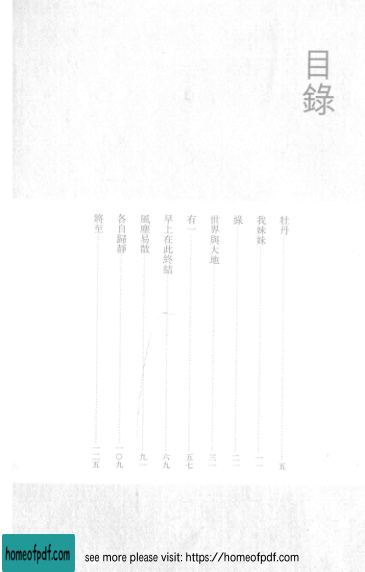 目錄
牡丹 五
我妹妹 一一
綠 二一
世界與大地 三一
有一 五七
早上在此終結 六九
風塵易散 九一
各自歸靜 一〇九
將至 一二五
homeofpdf.com
see more please visit: https://homeofpdf.com